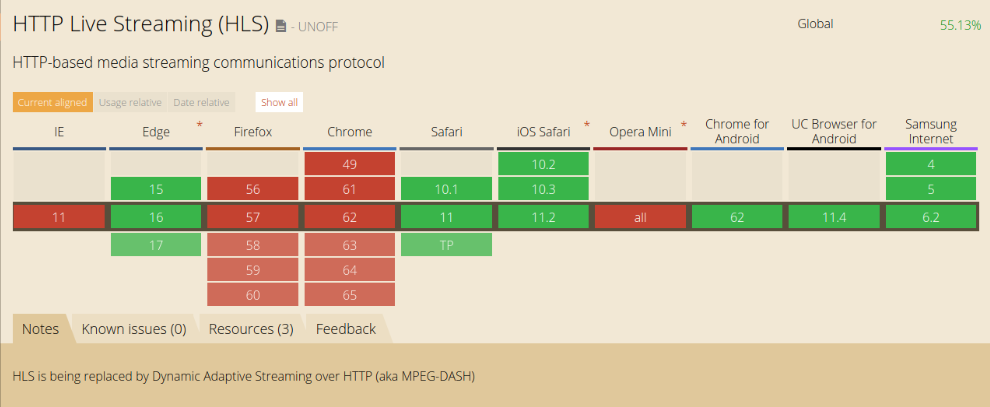 HTTP Live Streaming (HLS) - UNOFF Global 55.13%
HTTP-based media streaming communications protocol
Current aligned Usage relative Date relative Show all
IE Edge * Firefox Chrome Safari iOS Safari * Opera Mini * Chrome for Android UC Browser for Android Samsung Internet
49 10.2 4
15 56 61 10.1 10.3 5
11 16 57 62 11 11.2 all 62 11.4 6.2
17 58 63 TP
59 64
60 65
Notes Known issues (0) Resources (3) Feedback
HLS is being replaced by Dynamic Adaptive Streaming over HTTP (aka MPEG-DASH)